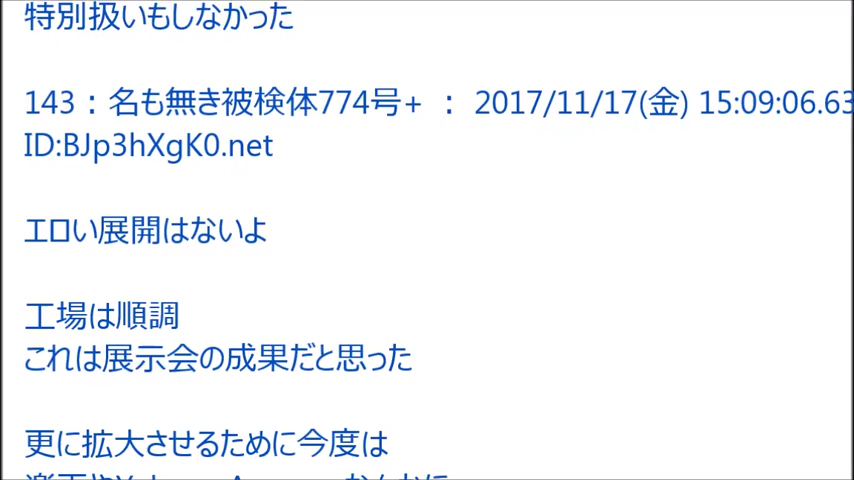 特別扱いもしなかった
143：名も無き被検体774号+ ： 2017/11/17(金) 15:09:06.63
ID:BJp3hXgK0.net
エロい展開はないよ
工場は順調
これは展示会の成果だと思った
更に拡大させるために今度は